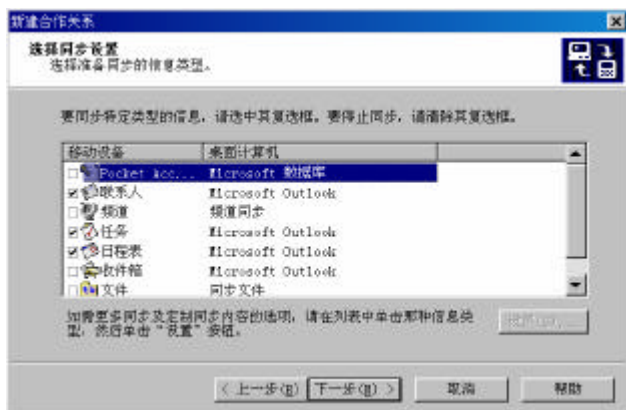 新建合作关系
选择同步设置
选择准备同步的信息类型。
要同步特定类型的信息，请选中其复选框。要停止同步，请清除其复选框。
移动设备 桌面计算机
Pocket Acc... Microsoft 数据库
联系人 Microsoft Outlook
频道 频道同步
任务 Microsoft Outlook
日程表 Microsoft Outlook
收件箱 Microsoft Outlook
文件 同步文件
如需更多同步及定制同步内容的选项，请在列表中单击那种信息类
型，然后单击“设置”按钮。
< 上一步(B) 下一步(N) > 取消 帮助